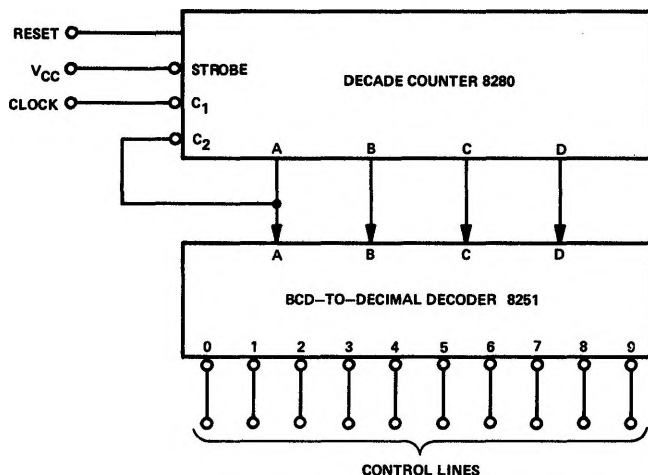 RESET
VCC STROBE
DECADE COUNTER 8280
CLOCK C1
C2
A B C D
A B C D
BCD–TO–DECIMAL DECODER 8251
0 1 2 3 4 5 6 7 8 9
CONTROL LINES